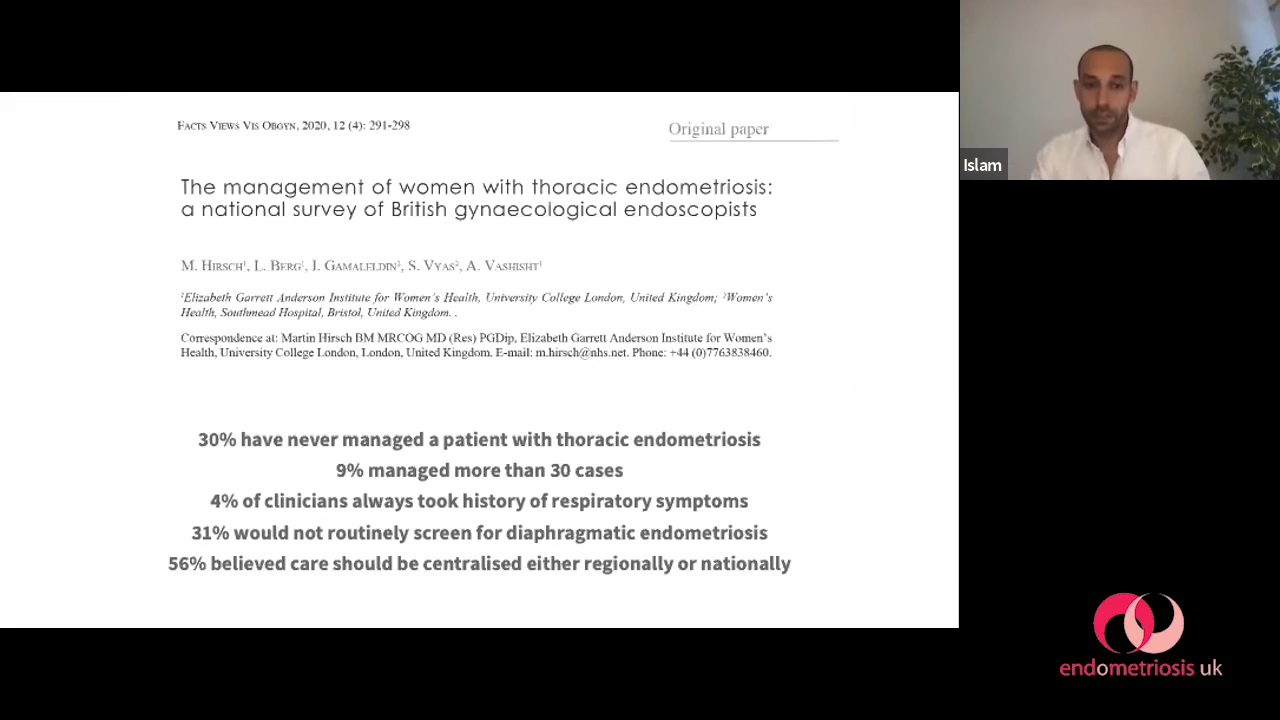 FACTS VIEWS VIS OBGYN, 2020, 12 (4): 291-298
Original paper
The management of women with thoracic endometriosis:
a national survey of British gynaecological endoscopists
M. HIRSCH¹, L. BERG¹, I. GAMALELDIN², S. VYAS², A. VASHISHT¹
¹Elizabeth Garrett Anderson Institute for Women's Health, University College London, United Kingdom; ²Women's
Health, Southmead Hospital, Bristol, United Kingdom. .
Correspondence at: Martin Hirsch BM MRCOG MD (Res) PGDip, Elizabeth Garrett Anderson Institute for Women's
Health, University College London, London, United Kingdom. E-mail: m.hirsch@nhs.net. Phone: +44 (0)7763838460.
30% have never managed a patient with thoracic endometriosis
9% managed more than 30 cases
4% of clinicians always took history of respiratory symptoms
31% would not routinely screen for diaphragmatic endometriosis
56% believed care should be centralised either regionally or nationally
Islam
endometriosis uk